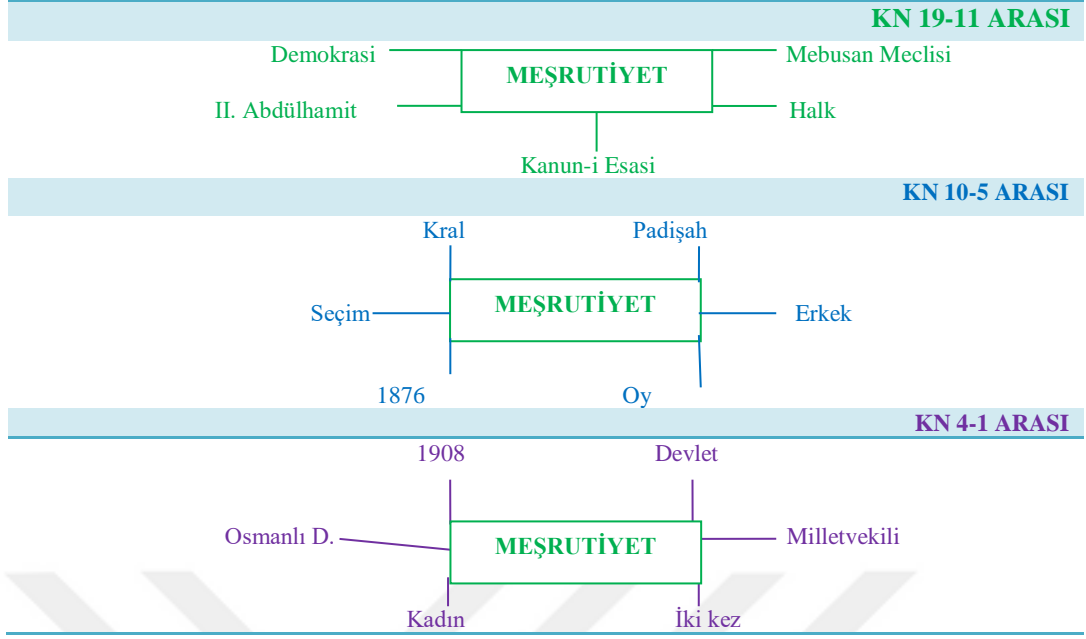 KN 19-11 ARASI
Demokrasi
Mebusan Meclisi
MEŞRUTİYET
II. Abdülhamit
Halk
Kanun-i Esasi
KN 10-5 ARASI
Kral
Padişah
Seçim
MEŞRUTİYET
Erkek
1876
Oy
KN 4-1 ARASI
1908
Devlet
Osmanlı D.
MEŞRUTİYET
Milletvekili
Kadın
İki kez